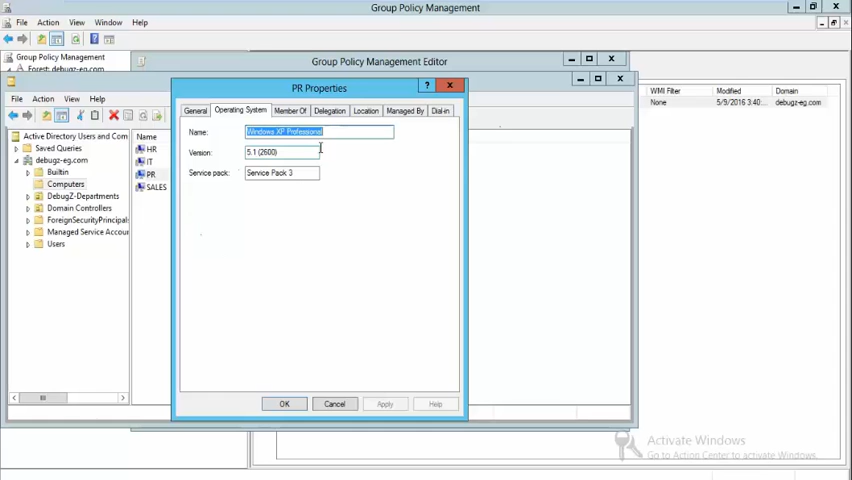 Group Policy Management
File Action View Window Help
Group Policy Management
Forest: debugz-eg.com
Group Policy Management Editor
WMI Filter Modified Domain
None 5/9/2016 3:40... debugz-eg.com
File Action View Help
Active Directory Users and Com
Saved Queries
debugz-eg.com
Builtin
Computers
DebugZ-Departments
Domain Controllers
ForeignSecurityPrincipals
Managed Service Accour
Users
Name
HR
IT
PR
SALES
PR Properties
?
General Operating System Member Of Delegation Location Managed By Dial-in
Name: Windows XP Professional
Version: 5.1 (2600)
Service pack: Service Pack 3
OK Cancel Apply Help
Activate Windows
Go to Action Center to activate Windows.